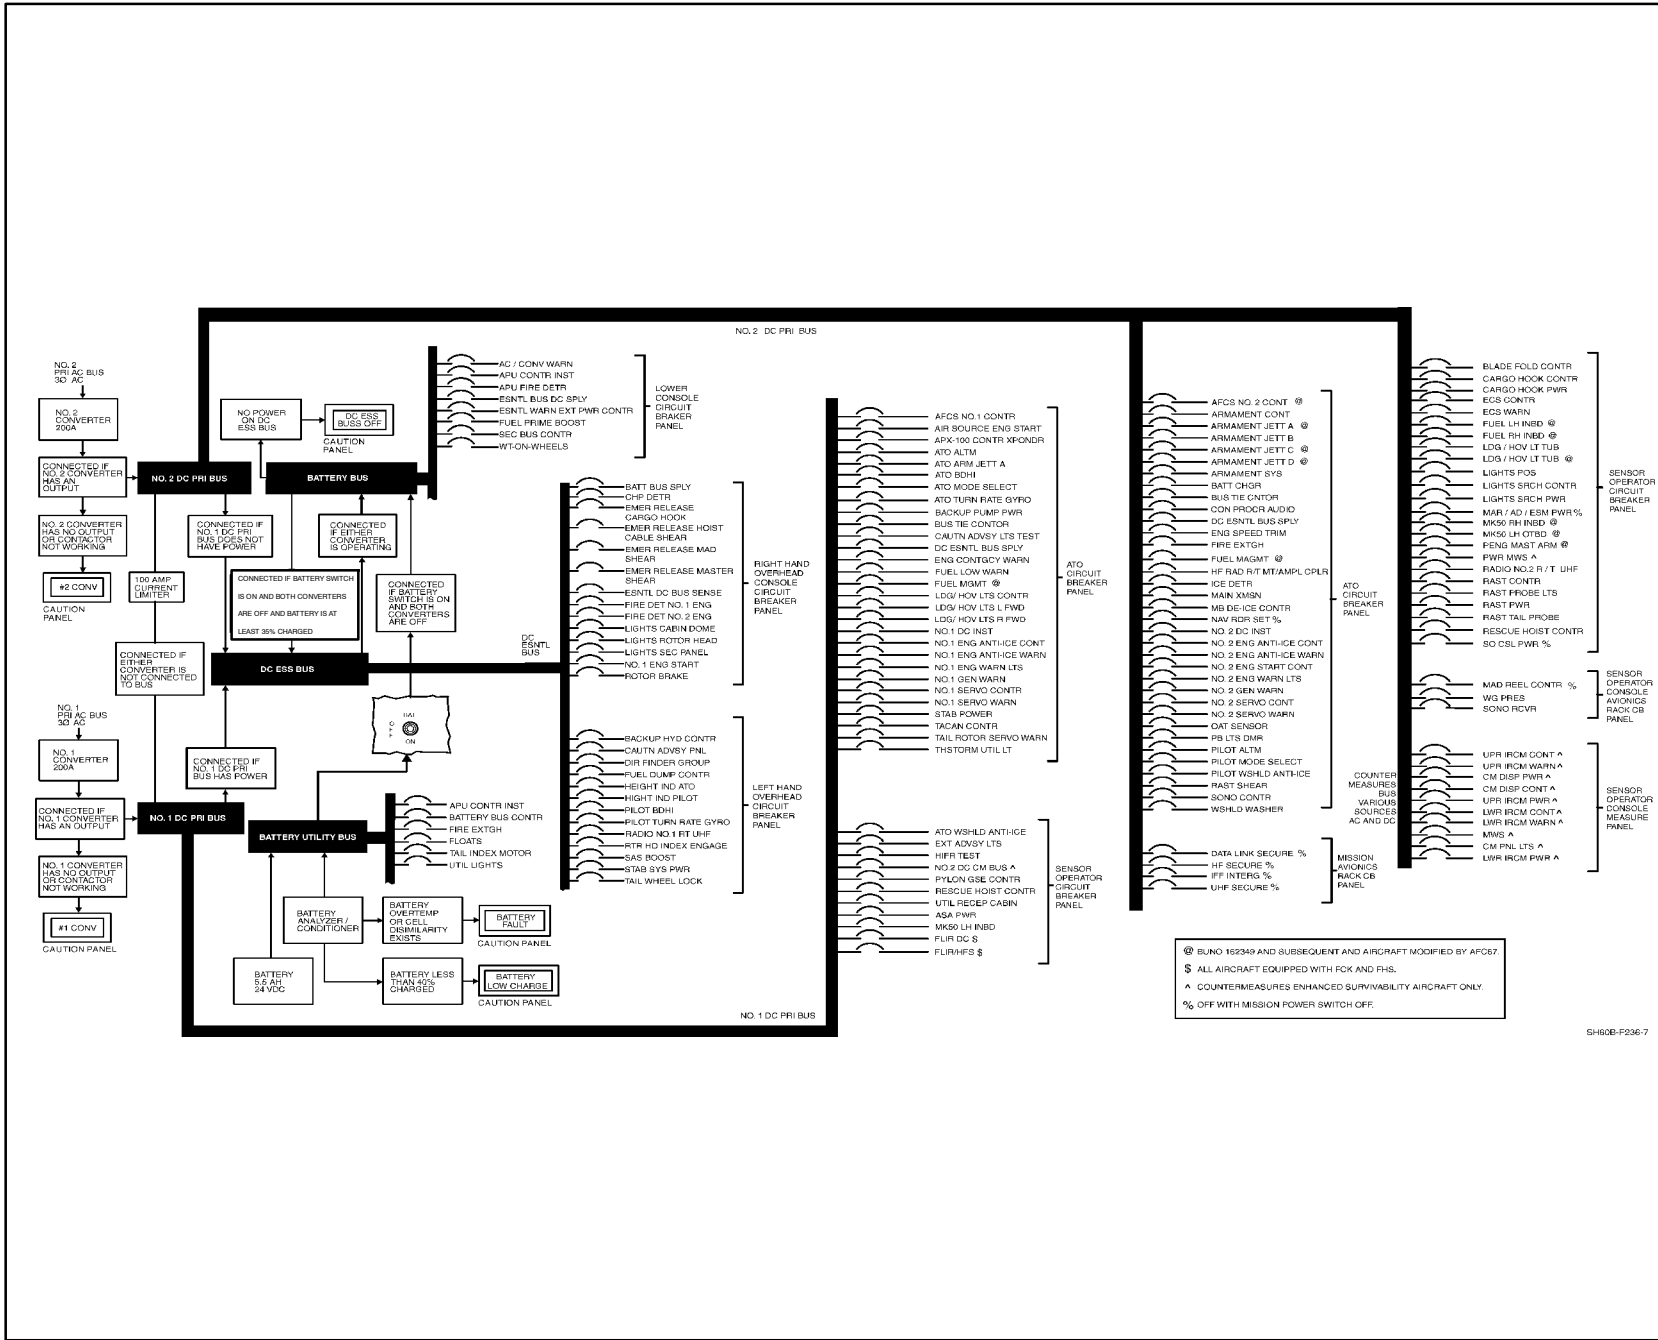 NO. 2 DC PRI BUS
NO. 2
PRI AC BUS
3Ø AC
NO. 2
CONVERTER
200A
CONNECTED IF
NO. 2 CONVERTER
HAS AN
OUTPUT
NO. 2 CONVERTER
HAS NO OUTPUT
OR CONTACTOR
NOT WORKING
#2 CONV
CAUTION
PANEL
NO. 2 DC PRI BUS
CONNECTED IF
NO. 1 DC PRI
BUS DOES NOT
HAVE POWER
100 AMP
CURRENT
LIMITER
CONNECTED IF
EITHER
CONVERTER IS
NOT CONNECTED
TO BUS
NO POWER
ON DC
ESS BUS
DC ESS
BUSS OFF
CAUTION
PANEL
BATTERY BUS
CONNECTED
IF EITHER
CONVERTER
IS OPERATING
CONNECTED IF BATTERY SWITCH
IS ON AND BOTH CONVERTERS
ARE OFF AND BATTERY IS AT
LEAST 35% CHARGED
CONNECTED
IF BATTERY
SWITCH IS ON
AND BOTH
CONVERTERS
ARE OFF
DC ESS BUS
DC
ESNTL
BUS
NO. 1
PRI AC BUS
3Ø AC
NO. 1
CONVERTER
200A
CONNECTED IF
NO. 1 CONVERTER
HAS AN OUTPUT
NO. 1 CONVERTER
HAS NO OUTPUT
OR CONTACTOR
NOT WORKING
#1 CONV
CAUTION PANEL
CONNECTED IF
NO. 1 DC PRI
BUS HAS POWER
NO. 1 DC PRI BUS
BAT
OFF
ON
BATTERY UTILITY BUS
BATTERY
ANALYZER /
CONDITIONER
BATTERY
5.5 AH
24 VDC
BATTERY
OVERTEMP
OR CELL
DISIMILARITY
EXISTS
BATTERY
FAULT
CAUTION PANEL
BATTERY LESS
THAN 40%
CHARGED
BATTERY
LOW CHARGE
CAUTION PANEL
AC / CONV WARN
APU CONTR INST
APU FIRE DETR
ESNTL BUS DC SPLY
ESNTL WARN EXT PWR CONTR
FUEL PRIME BOOST
SEC BUS CONTR
WT-ON-WHEELS
LOWER
CONSOLE
CIRCUIT
BRAKER
PANEL
APU CONTR INST
BATTERY BUS CONTR
FIRE EXTGH
FLOATS
TAIL INDEX MOTOR
UTIL LIGHTS
BATT BUS SPLY
CHP DETR
EMER RELEASE
CARGO HOOK
EMER RELEASE HOIST
CABLE SHEAR
EMER RELEASE MAD
SHEAR
EMER RELEASE MASTER
SHEAR
ESNTL DC BUS SENSE
FIRE DET NO. 1 ENG
FIRE DET NO. 2 ENG
LIGHTS CABIN DOME
LIGHTS ROTOR HEAD
LIGHTS SEC PANEL
NO. 1 ENG START
ROTOR BRAKE
RIGHT HAND
OVERHEAD
CONSOLE
CIRCUIT
BREAKER
PANEL
BACKUP HYD CONTR
CAUTN ADVSY PNL
DIR FINDER GROUP
FUEL DUMP CONTR
HEIGHT IND ATO
HIGHT IND PILOT
PILOT BDHI
PILOT TURN RATE GYRO
RADIO NO.1 RT UHF
RTR HD INDEX ENGAGE
SAS BOOST
STAB SYS PWR
TAIL WHEEL LOCK
LEFT HAND
OVERHEAD
CIRCUIT
BREAKER
PANEL
AFCS NO.1 CONTR
AIR SOURCE ENG START
APX-100 CONTR XPONDR
ATO ALTM
ATO ARM JETT A
ATO BDHI
ATO MODE SELECT
ATO TURN RATE GYRO
BACKUP PUMP PWR
BUS TIE CONTOR
CAUTN ADVSY LTS TEST
DC ESNTL BUS SPLY
ENG CONTGCY WARN
FUEL LOW WARN
FUEL MGMT @
LDG/ HOV LTS CONTR
LDG/ HOV LTS L FWD
LDG/ HOV LTS R FWD
NO.1 DC INST
NO.1 ENG ANTI-ICE CONT
NO.1 ENG ANTI-ICE WARN
NO.1 ENG WARN LTS
NO.1 GEN WARN
NO.1 SERVO CONTR
NO.1 SERVO WARN
STAB POWER
TACAN CONTR
TAIL ROTOR SERVO WARN
THSTORM UTIL LT
ATO
CIRCUIT
BREAKER
PANEL
ATO WSHLD ANTI-ICE
EXT ADVSY LTS
HIFR TEST
NO.2 DC CM BUS ^
PYLON GSE CONTR
RESCUE HOIST CONTR
UTIL RECEP CABIN
ASA PWR
MK50 LH INBD
FLIR DC $
FLIR/HFS $
SENSOR
OPERATOR
CIRCUIT
BREAKER
PANEL
NO. 1 DC PRI BUS
AFCS NO. 2 CONT @
ARMAMENT CONT
ARMAMENT JETT A @
ARMAMENT JETT B
ARMAMENT JETT C @
ARMAMENT JETT D @
ARMAMENT SYS
BATT CHGR
BUS TIE CNTOR
CON PROCR AUDIO
DC ESNTL BUS SPLY
ENG SPEED TRIM
FIRE EXTGH
FUEL MAGMT @
HF RAD R/T MT/AMPL CPLR
ICE DETR
MAIN XMSN
MB DE-ICE CONTR
NAV RDR SET %
NO. 2 DC INST
NO. 2 ENG ANTI-ICE CONT
NO. 2 ENG ANTI-ICE WARN
NO. 2 ENG START CONT
NO. 2 ENG WARN LTS
NO. 2 GEN WARN
NO. 2 SERVO CONT
NO. 2 SERVO WARN
OAT SENSOR
PB LTS DMR
PILOT ALTM
PILOT MODE SELECT
PILOT WSHLD ANTI-ICE
RAST SHEAR
SONO CONTR
WSHLD WASHER
ATO
CIRCUIT
BREAKER
PANEL
DATA LINK SECURE %
HF SECURE %
IFF INTERG %
UHF SECURE %
MISSION
AVIONICS
RACK CB
PANEL
BLADE FOLD CONTR
CARGO HOOK CONTR
CARGO HOOK PWR
ECS CONTR
ECS WARN
FUEL LH INBD @
FUEL RH INBD @
LDG / HOV LT TUB
LDG / HOV LT TUB @
LIGHTS POS
LIGHTS SRCH CONTR
LIGHTS SRCH PWR
MAR / AD / ESM PWR %
MK50 RH INBD @
MK50 LH OTBD @
PENG MAST ARM @
PWR MWS ^
RADIO NO.2 R / T UHF
RAST CONTR
RAST PROBE LTS
RAST PWR
RAST TAIL PROBE
RESCUE HOIST CONTR
SO CSL PWR %
SENSOR
OPERATOR
CIRCUIT
BREAKER
PANEL
MAD REEL CONTR %
WG PRES
SONO RCVR
SENSOR
OPERATOR
CONSOLE
AVIONICS
RACK CB
PANEL
COUNTER
MEASURES
BUS
VARIOUS
SOURCES
AC AND DC
UPR IRCM CONT ^
UPR IRCM WARN ^
CM DISP PWR ^
CM DISP CONT ^
UPR IRCM PWR ^
LWR IRCM CONT ^
LWR IRCM WARN ^
MWS ^
CM PNL LTS ^
LWR IRCM PWR ^
SENSOR
OPERATOR
CONSOLE
MEASURE
PANEL
@ BUNO 162349 AND SUBSEQUENT AND AIRCRAFT MODIFIED BY AFC67.
$ ALL AIRCRAFT EQUIPPED WITH FCK AND FHS.
^ COUNTERMEASURES ENHANCED SURVIVABILITY AIRCRAFT ONLY.
% OFF WITH MISSION POWER SWITCH OFF.
SH60B-F236-7